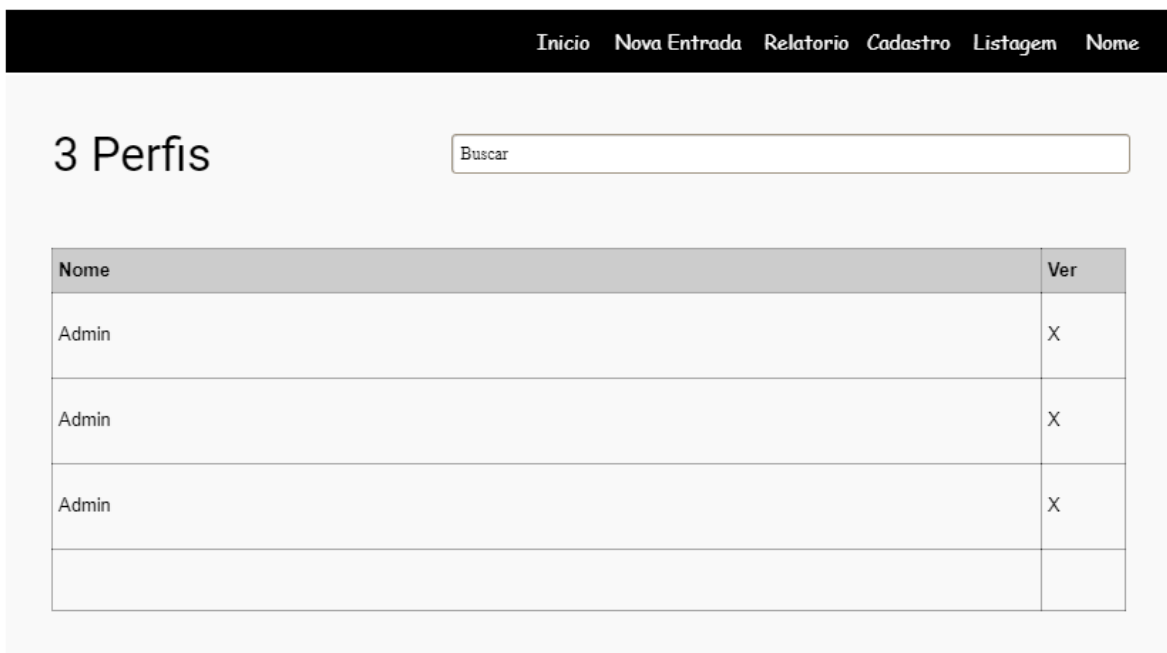 Inicio Nova Entrada Relatorio Cadastro Listagem Nome
3 Perfis
Buscar
Nome Ver
Admin X
Admin X
Admin X